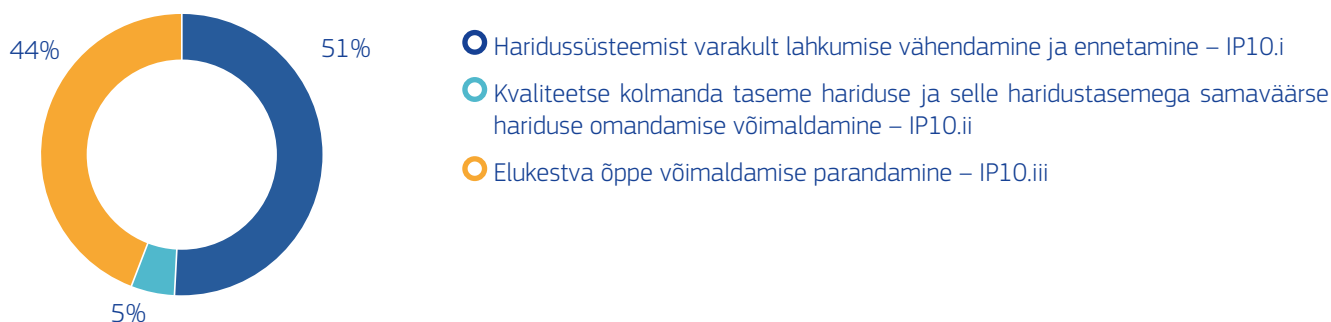 44%
51%
5%
Haridussüsteemist varakult lahkumise vähendamine ja ennetamine – IP10.i
Kvaliteetse kolmanda taseme hariduse ja selle haridustasemega samaväärse
hariduse omandamise võimaldamine – IP10.ii
Elukestva õppe võimaldamise parandamine – IP10.iii